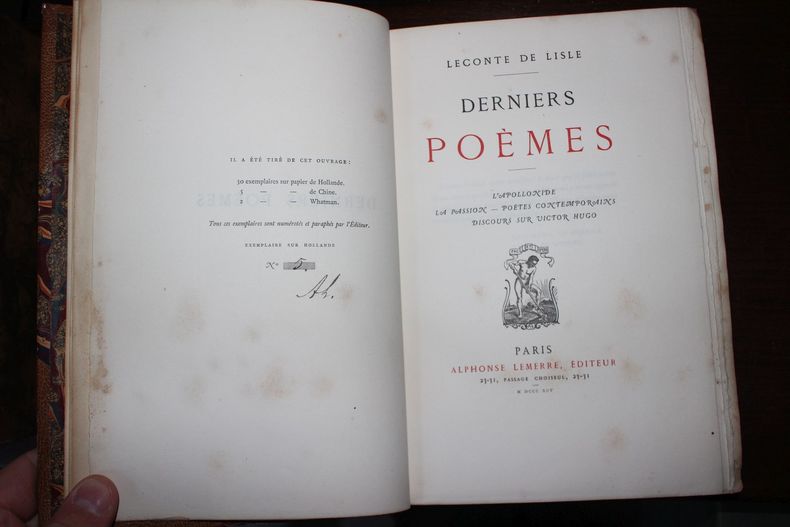 IL A ÉTÉ TIRÉ DE CET OUVRAGE :
30 exemplaires sur papier de Hollande.
5 — — de Chine.
2 — — Whatman.
Tous ces exemplaires sont numérotés et paraphés par l'Éditeur.
EXEMPLAIRE SUR HOLLANDE
N° 5.
LECONTE DE LISLE
DERNIERS
POÈMES
L'APOLLONIDE
LA PASSION — POÈTES CONTEMPORAINS
DISCOURS SUR VICTOR HUGO
PARIS
ALPHONSE LEMERRE, ÉDITEUR
23-31, PASSAGE CHOISEUL, 23-31
M DCCC XCV